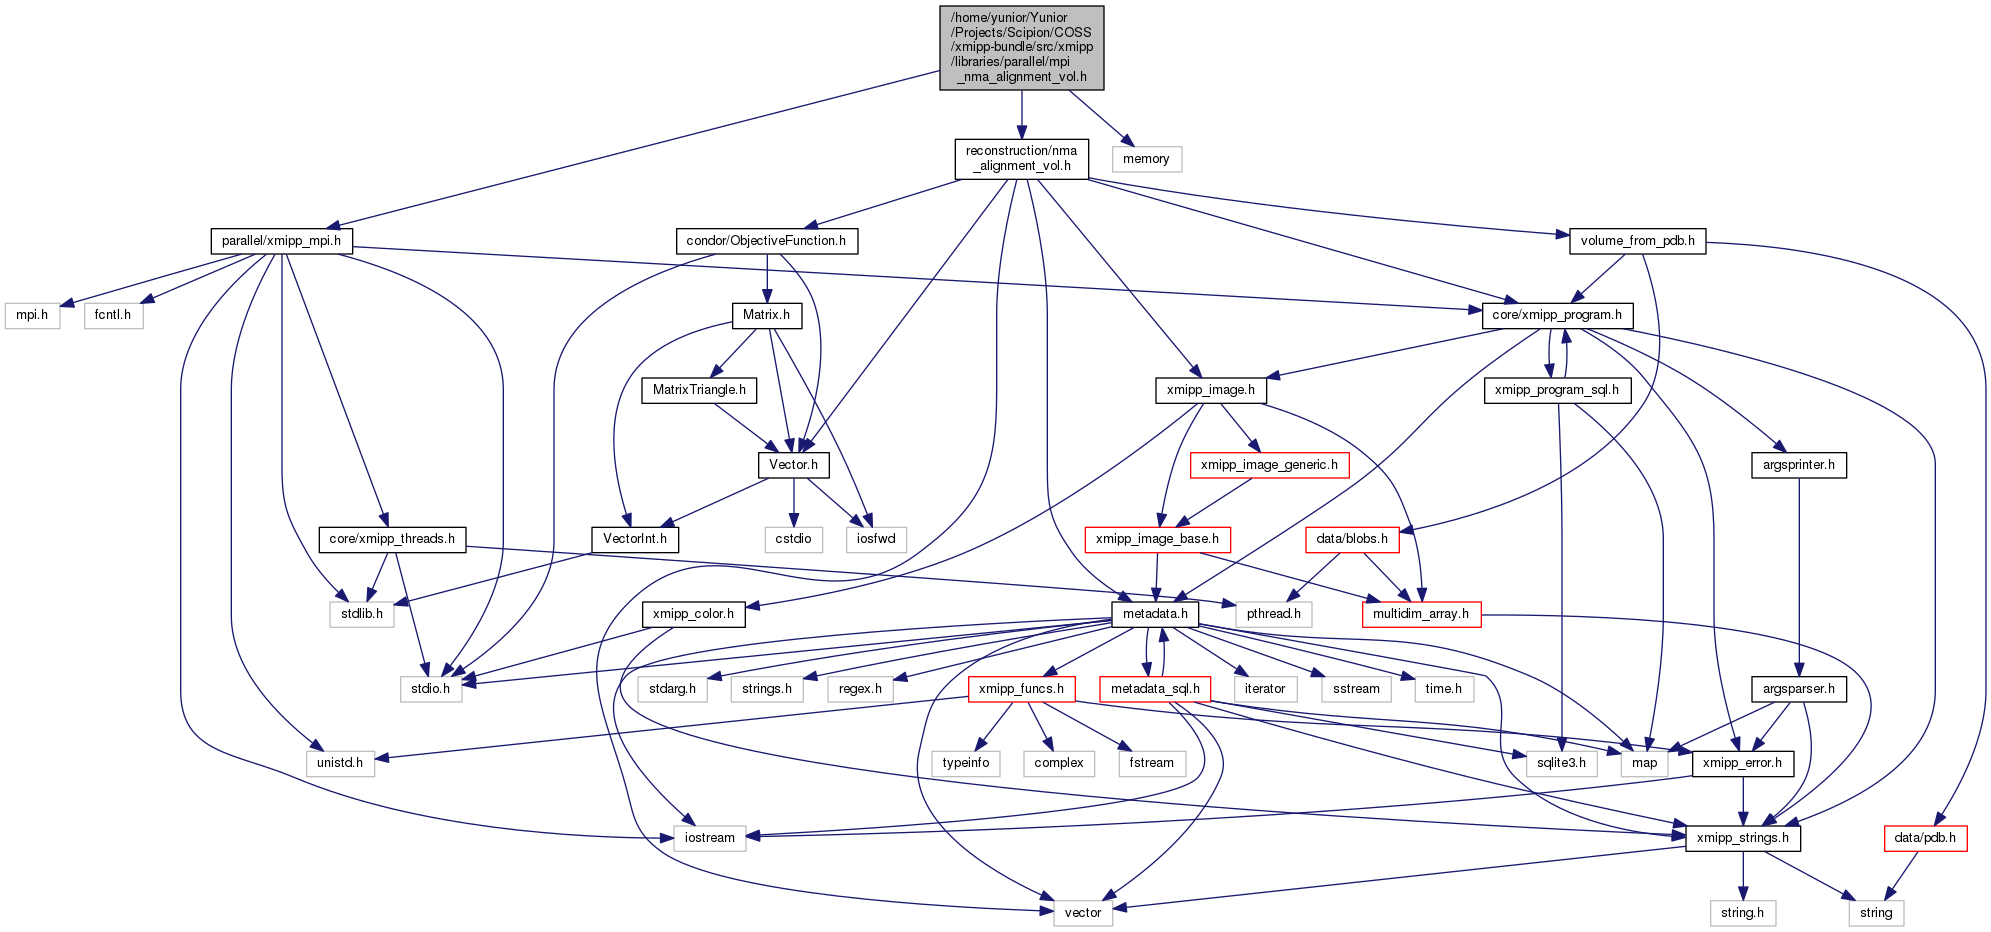 /home/yunior/Yunior
/Projects/Scipion/COSS
/xmipp-bundle/src/xmipp
/libraries/parallel/mpi
_nma_alignment_vol.h
reconstruction/nma
_alignment_vol.h
memory
parallel/xmipp_mpi.h
condor/ObjectiveFunction.h
volume_from_pdb.h
mpi.h
fcntl.h
Matrix.h
core/xmipp_program.h
MatrixTriangle.h
xmipp_image.h
xmipp_program_sql.h
Vector.h
xmipp_image_generic.h
argsprinter.h
core/xmipp_threads.h
VectorInt.h
cstdio
iosfwd
xmipp_image_base.h
data/blobs.h
stdlib.h
xmipp_color.h
metadata.h
pthread.h
multidim_array.h
stdio.h
stdarg.h
strings.h
regex.h
xmipp_funcs.h
metadata_sql.h
iterator
sstream
time.h
argsparser.h
unistd.h
typeinfo
complex
fstream
sqlite3.h
map
xmipp_error.h
iostream
xmipp_strings.h
data/pdb.h
vector
string.h
string